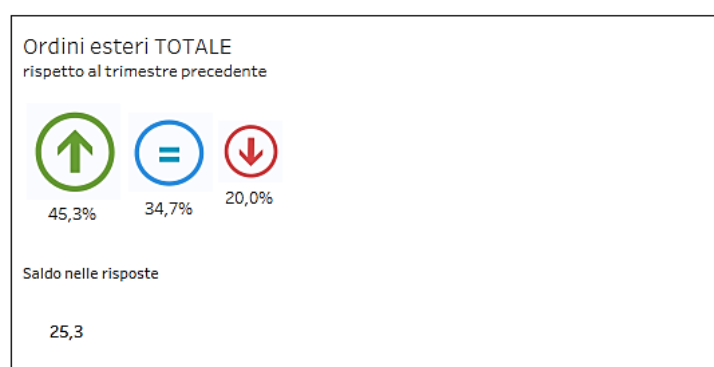 Ordini esteri TOTALE
rispetto al trimestre precedente
=
45,3% 34,7% 20,0%
Saldo nelle risposte
25,3